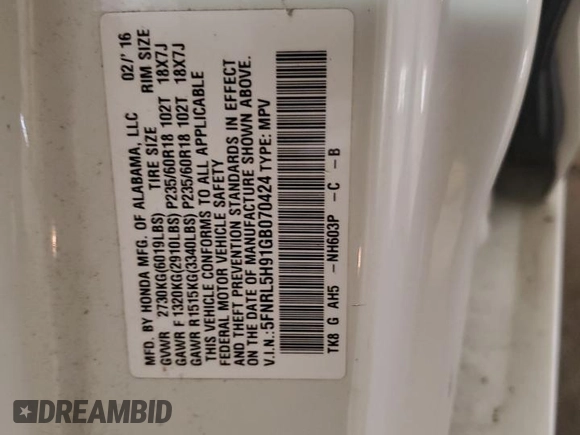 MFD. BY HONDA MFG. OF ALABAMA, LLC 02/' 16
GVWR 2730KG(6019LBS) TIRE SIZE RIM SIZE
GAWR F 1320KG(2910LBS) P235/60R18 102T 18X7J
GAWR R 1515KG(3340LBS) P235/60R18 102T 18X7J
THIS VEHICLE CONFORMS TO ALL APPLICABLE
FEDERAL MOTOR VEHICLE SAFETY
AND THEFT PREVENTION STANDARDS IN EFFECT
ON THE DATE OF MANUFACTURE SHOWN ABOVE.
V.I.N.:5FNRL5H91GB070424 TYPE: MPV
TK8 G AH5 -NH603P -C -B
DREAMBID